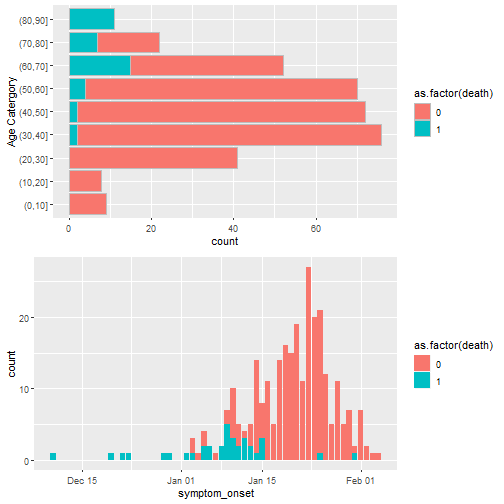 (80,90]
(70,80]
(60,70]
(50,60]
(40,50]
(30,40]
(20,30]
(10,20]
(0,10]
Age Catergory
0 20 40 60
count
as.factor(death)
0
1
20
10
0
count
Dec 15 Jan 01 Jan 15 Feb 01
symptom_onset
as.factor(death)
0
1